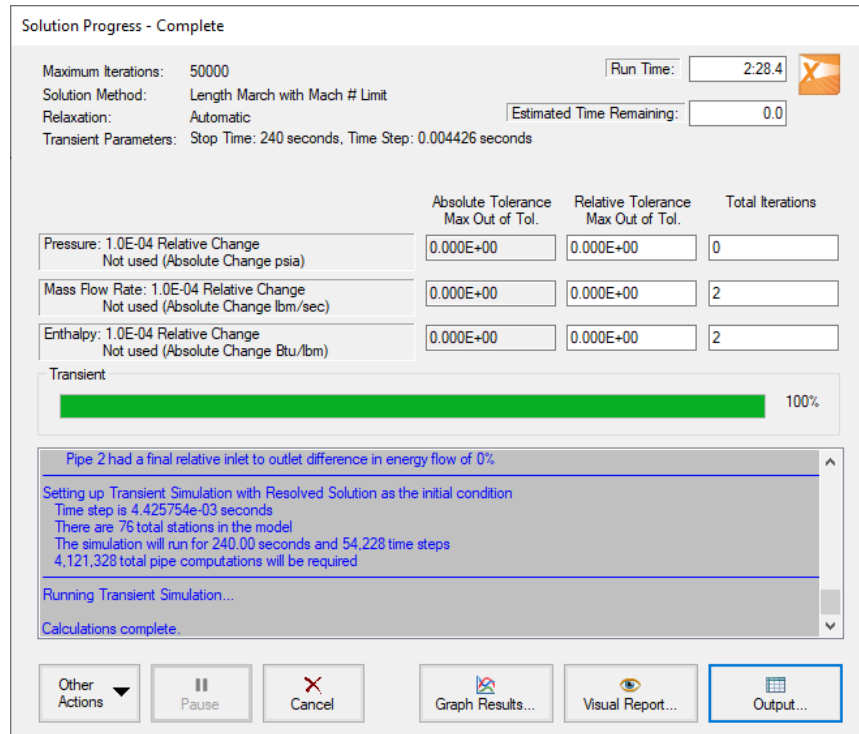 Solution Progress - Complete
Maximum Iterations: 50000
Run Time: 2:28.4
Solution Method: Length March with Mach # Limit
Relaxation: Automatic
Estimated Time Remaining: 0.0
Transient Parameters: Stop Time: 240 seconds, Time Step: 0.004426 seconds
Absolute Tolerance Relative Tolerance Total Iterations
Max Out of Tol. Max Out of Tol.
Pressure: 1.0E-04 Relative Change
Not used (Absolute Change psia)
0.000E+00 0.000E+00 0
Mass Flow Rate: 1.0E-04 Relative Change
Not used (Absolute Change lbm/sec)
0.000E+00 0.000E+00 2
Enthalpy: 1.0E-04 Relative Change
Not used (Absolute Change Btu/lbm)
0.000E+00 0.000E+00 2
Transient
100%
Pipe 2 had a final relative inlet to outlet difference in energy flow of 0%
Setting up Transient Simulation with Resolved Solution as the initial condition
Time step is 4.425754e-03 seconds
There are 76 total stations in the model
The simulation will run for 240.00 seconds and 54,228 time steps
4,121,328 total pipe computations will be required
Running Transient Simulation...
Calculations complete.
Other Actions
Pause
Cancel
Graph Results...
Visual Report...
Output...